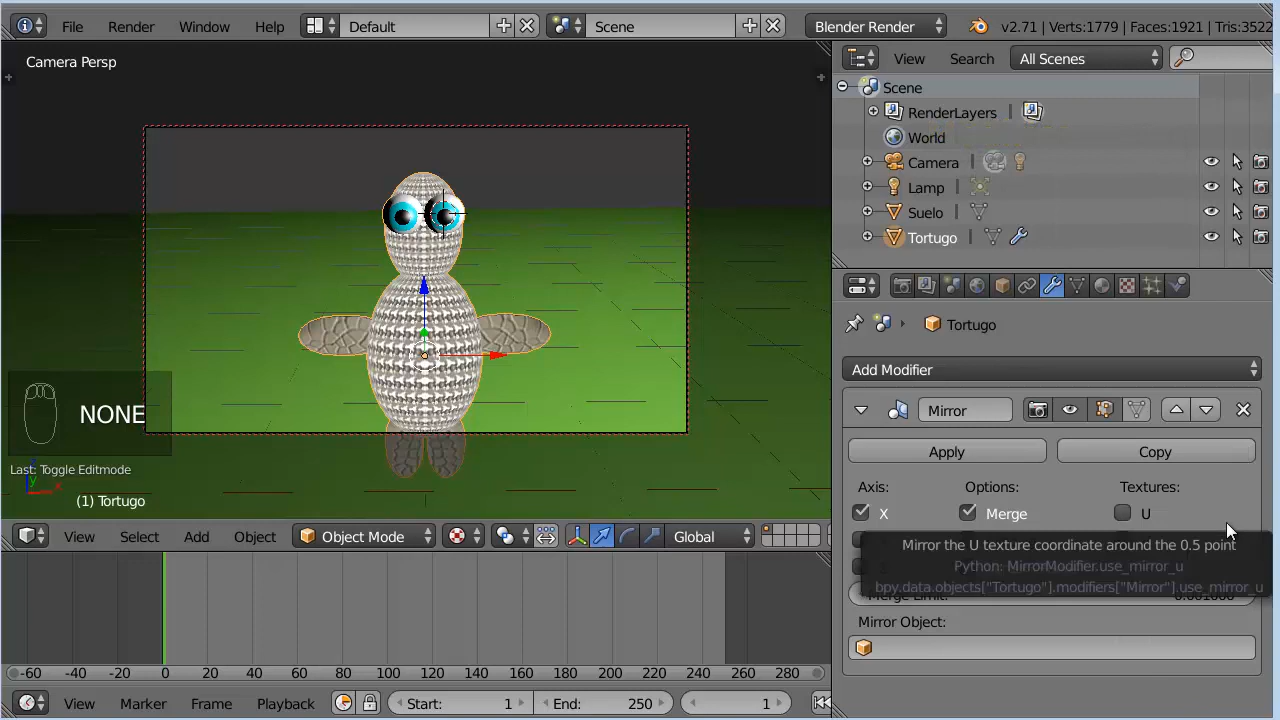 File Render Window Help Default Scene Blender Render v2.71 | Verts:1779 | Faces:1921 | Tris:3522
Camera Persp
View Search All Scenes
Scene
RenderLayers
World
Camera
Lamp
Suelo
Tortugo
Tortugo
Add Modifier
Mirror
NONE
Apply Copy
Last: Toggle Editmode
Axis: Options: Textures:
(1) Tortugo
X Merge U
View Select Add Object Object Mode Global
Mirror the U texture coordinate around the 0.5 point
Python: MirrorModifier.use_mirror_u
bpy.data.objects["Tortugo"].modifiers["Mirror"].use_mirror_u
Mirror Object:
-60 -40 -20 0 20 40 60 80 100 120 140 160 180 200 220 240 260 280
View Marker Frame Playback Start: 1 End: 250 1